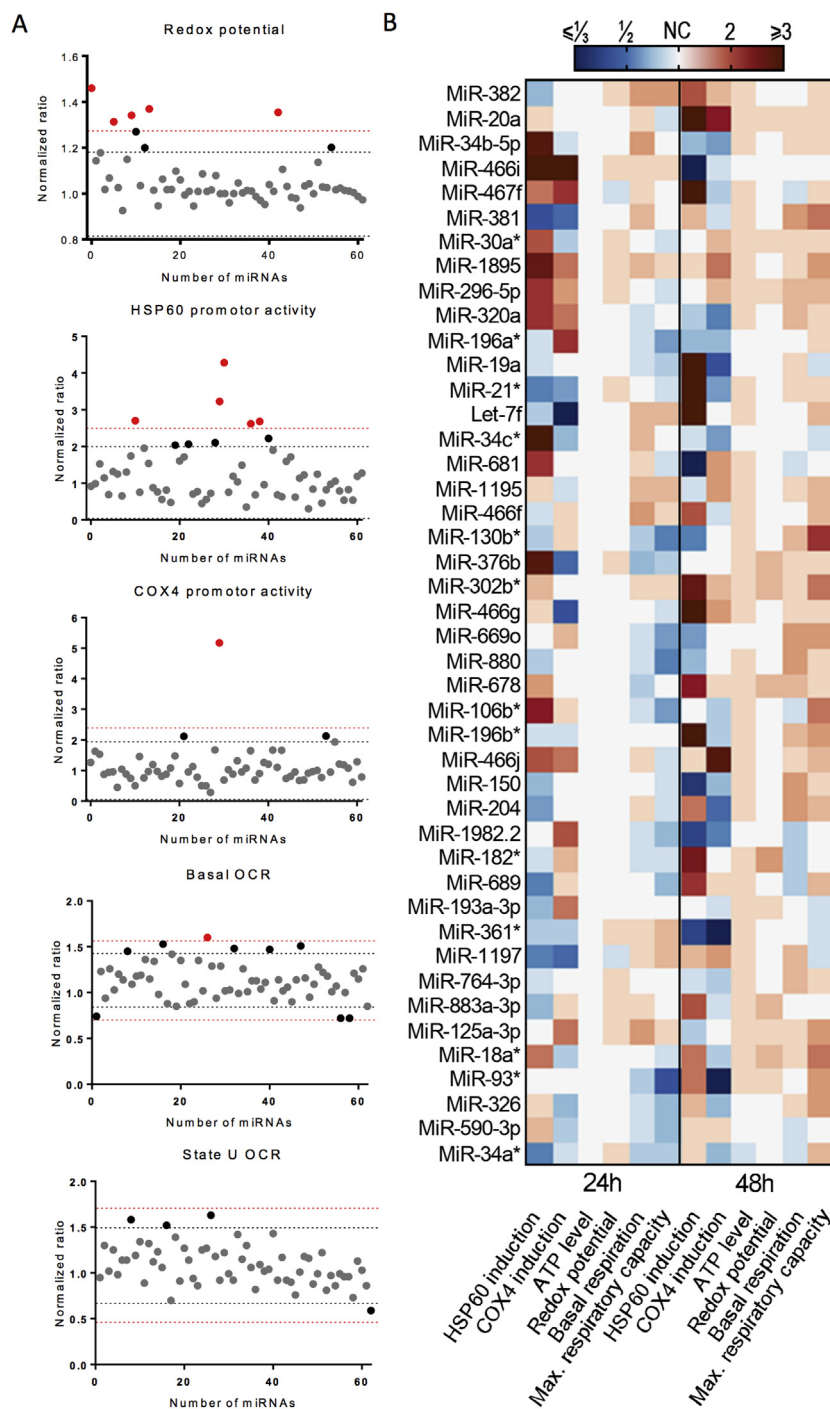 A
Redox potential
1.6
1.4
1.2
1.0
0.8
0
20
40
60
Normalized ratio
Number of miRNAs
HSP60 promotor activity
5
4
3
2
1
0
0
20
40
60
Normalized ratio
Number of miRNAs
COX4 promotor activity
6
5
4
3
2
1
0
0
20
40
60
Normalized ratio
Number of miRNAs
Basal OCR
2.0
1.5
1.0
0.5
0.0
0
20
40
60
Normalized ratio
Number of miRNAs
State U OCR
2.0
1.5
1.0
0.5
0.0
0
20
40
60
Normalized ratio
Number of miRNAs
B
≤⅓ ½ NC 2 ≥3
MiR-382
MiR-20a
MiR-34b-5p
MiR-466i
MiR-467f
MiR-381
MiR-30a*
MiR-1895
MiR-296-5p
MiR-320a
MiR-196a*
MiR-19a
MiR-21*
Let-7f
MiR-34c*
MiR-681
MiR-1195
MiR-466f
MiR-130b*
MiR-376b
MiR-302b*
MiR-466g
MiR-669o
MiR-880
MiR-678
MiR-106b*
MiR-196b*
MiR-466j
MiR-150
MiR-204
MiR-1982.2
MiR-182*
MiR-689
MiR-193a-3p
MiR-361*
MiR-1197
MiR-764-3p
MiR-883a-3p
MiR-125a-3p
MiR-18a*
MiR-93*
MiR-326
MiR-590-3p
MiR-34a*
24h 48h
HSP60 induction
COX4 induction
ATP level
Redox potential
Basal respiration
Max. respiratory capacity
HSP60 induction
COX4 induction
ATP level
Redox potential
Basal respiration
Max. respiratory capacity